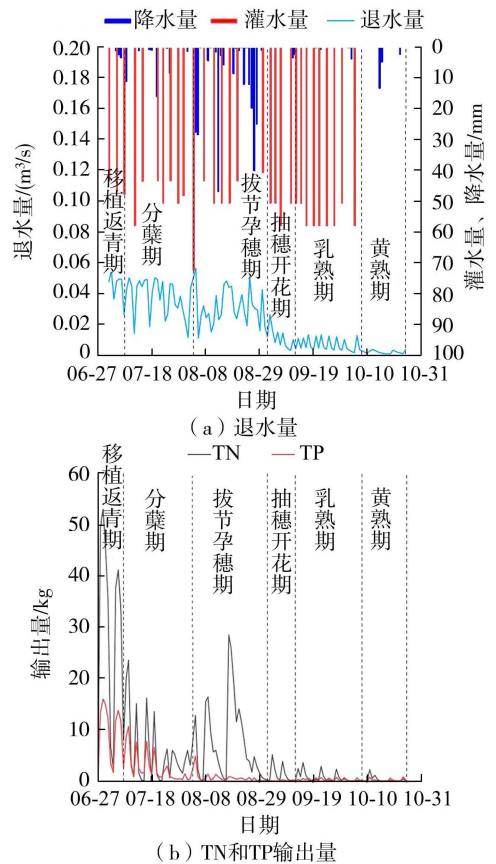 降水量 灌水量 退水量
0.20
0.18
0.16
0.14
0.12
0.10
0.08
0.06
0.04
0.02
0
退水量/(m³/s)
0
10
20
30
40
50
60
70
80
90
100
灌水量、降水量/mm
移植返青期
分蘖期
拔节孕穗期
抽穗开花期
乳熟期
黄熟期
06-27 07-18 08-08 08-29 09-19 10-10 10-31
日期
(a)退水量
TN TP
60
50
40
30
20
10
0
输出量/kg
移植返青期
分蘖期
拔节孕穗期
抽穗开花期
乳熟期
黄熟期
06-27 07-18 08-08 08-29 09-19 10-10 10-31
日期
(b)TN和TP输出量